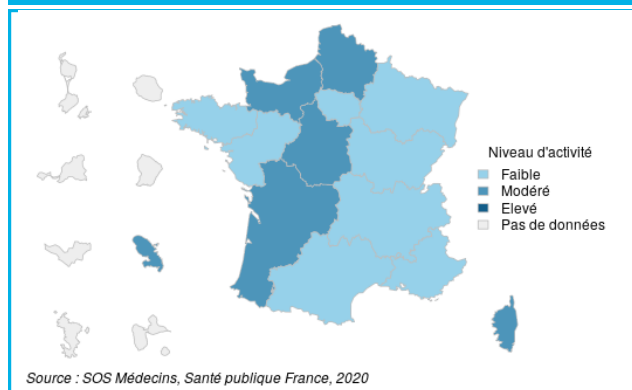 Niveau d'activité
Faible
Modéré
Elevé
Pas de données
Source : SOS Médecins, Santé publique France, 2020